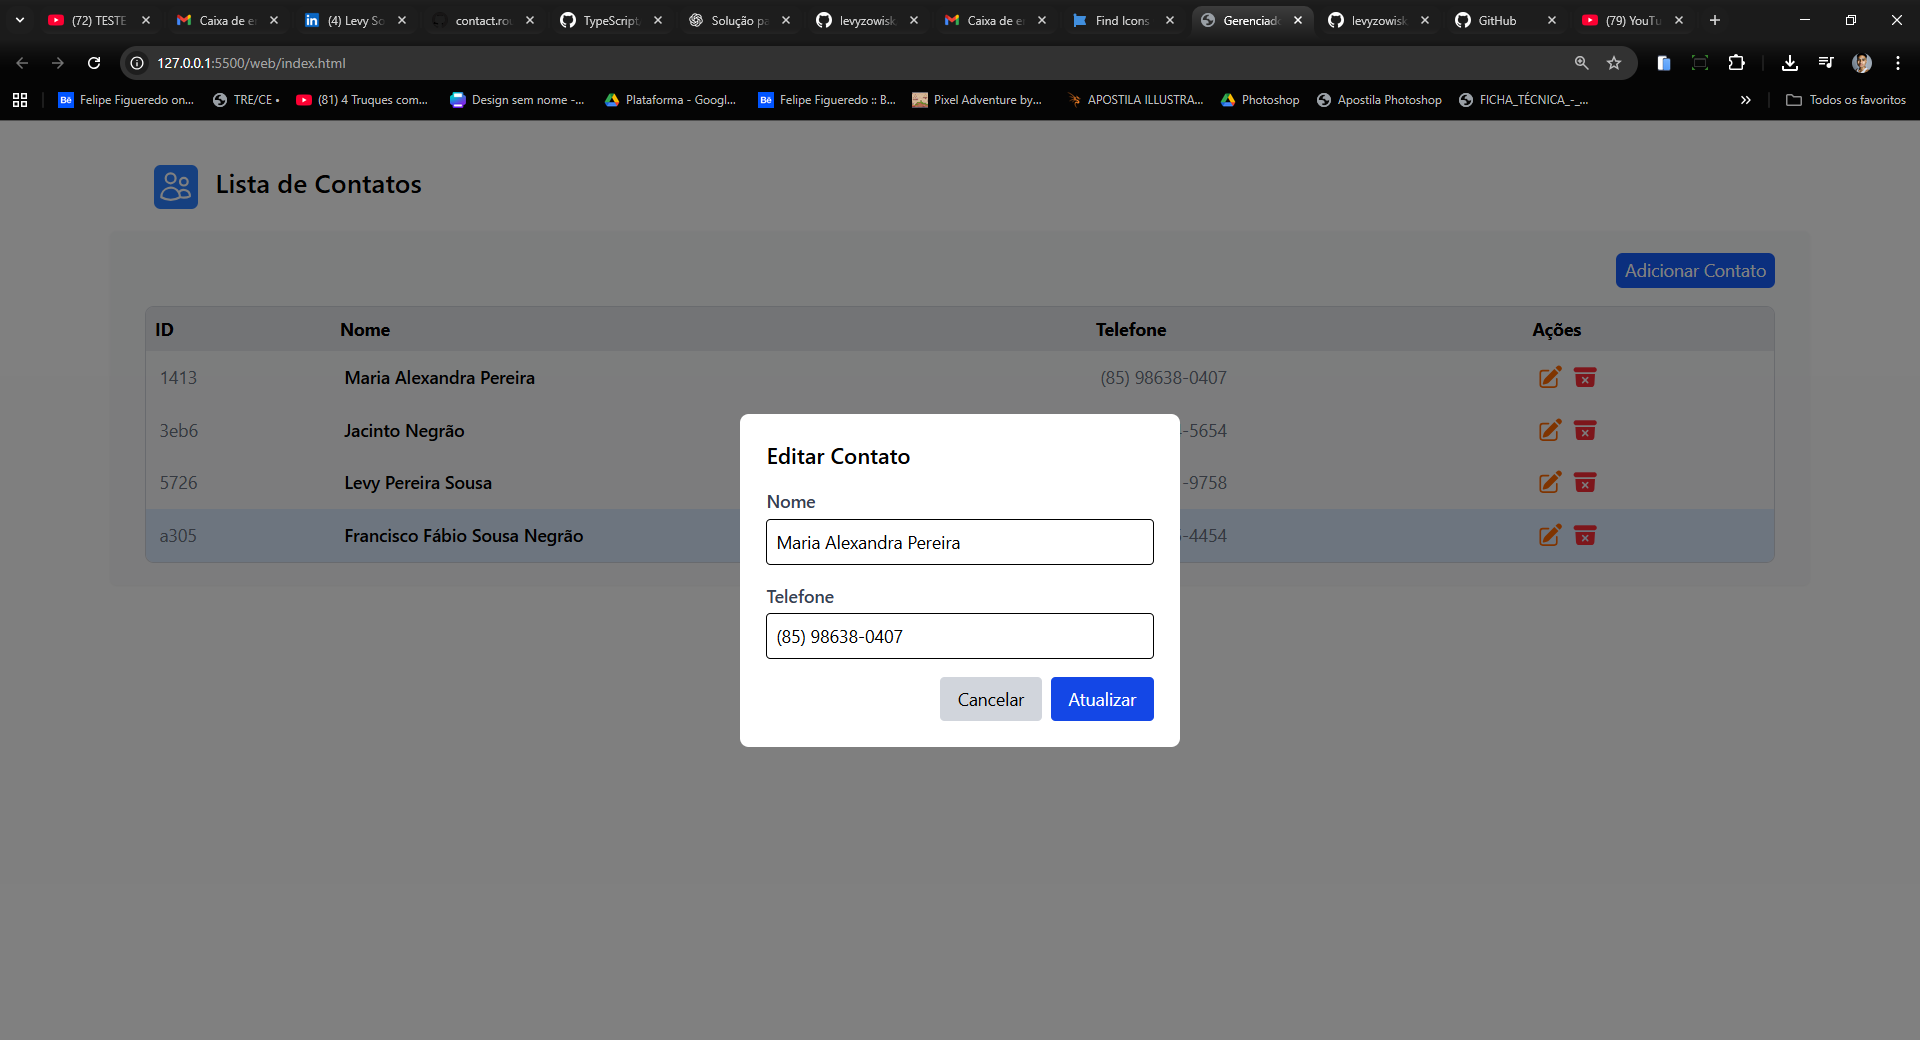 (72) TESTE
Caixa de e
(4) Levy So
contact.rou
TypeScript
Solução pa
levyzowisk
Caixa de e
Find Icons
Gerenciad
levyzowisk
GitHub
(79) YouTu
127.0.0.1:5500/web/index.html
Felipe Figueredo on...
TRE/CE •
(81) 4 Truques com...
Design sem nome -...
Plataforma - Googl...
Felipe Figueredo :: B...
Pixel Adventure by...
APOSTILA ILLUSTRA...
Photoshop
Apostila Photoshop
FICHA_TÉCNICA_-_...
Todos os favoritos
Lista de Contatos
Adicionar Contato
ID Nome Telefone Ações
1413 Maria Alexandra Pereira (85) 98638-0407
3eb6 Jacinto Negrão -5654
5726 Levy Pereira Sousa -9758
a305 Francisco Fábio Sousa Negrão -4454
Editar Contato
Nome
Maria Alexandra Pereira
Telefone
(85) 98638-0407
Cancelar Atualizar